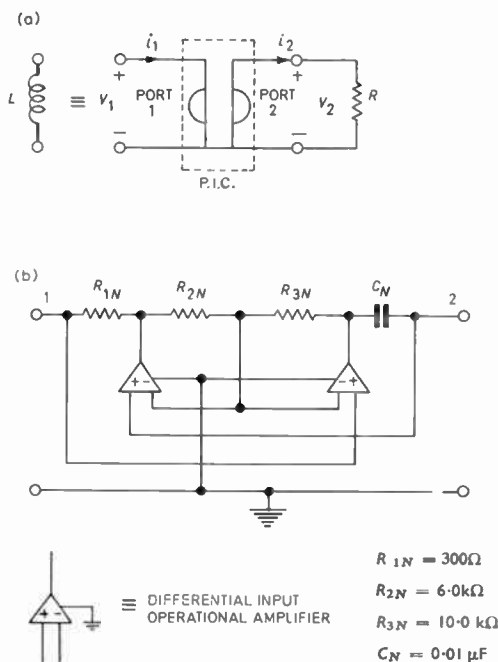 (a)
i₁ i₂
+ +
L ≡ v₁ PORT 1 PORT 2 V₂ R
− −
P.I.C.
(b)
1 R₁N R₂N R₃N CN 2
+ − − +
−
+ − ≡ DIFFERENTIAL INPUT OPERATIONAL AMPLIFIER
R₁N = 300Ω
R₂N = 6·0kΩ
R₃N = 10·0 kΩ
CN = 0·01 μF